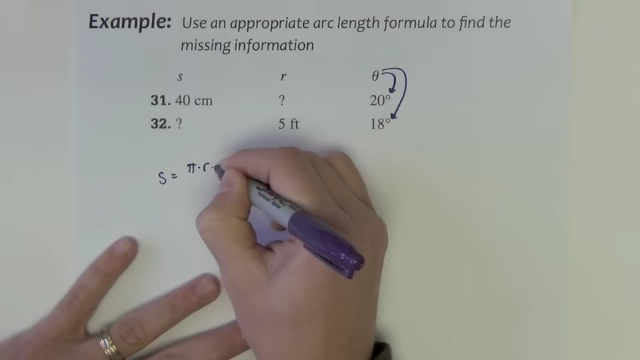 Example: Use an appropriate arc length formula to find the
missing information
s r θ
31. 40 cm ? 20°
32. ? 5 ft 18°
s = π · r ·
Sharpie